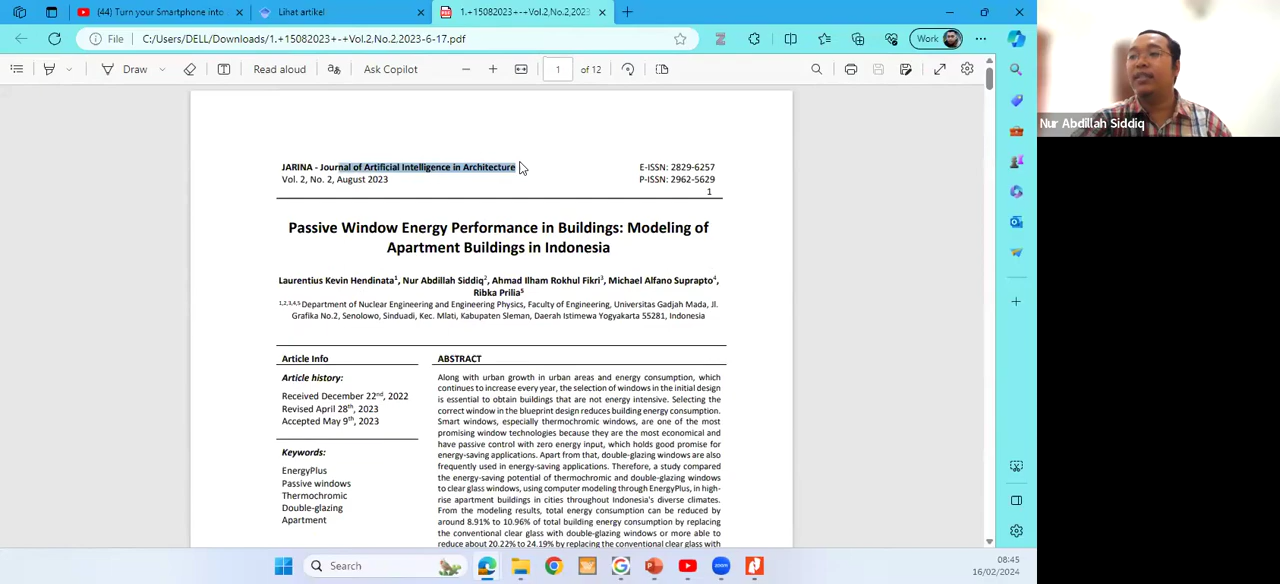 (44) Turn your Smartphone into
Lihat artikel
1.+15082023+-+Vol.2,No.2,2023
File
C:/Users/DELL/Downloads/1.+15082023+-+Vol.2,No.2,2023-6-17.pdf
Work
Draw
Read aloud
Ask Copilot
1
of 12
Nur Abdillah Siddiq
JARINA - Journal of Artificial Intelligence in Architecture
E-ISSN: 2829-6257
Vol. 2, No. 2, August 2023
P-ISSN: 2962-5629
1
Passive Window Energy Performance in Buildings: Modeling of
Apartment Buildings in Indonesia
Laurentius Kevin Hendinata1, Nur Abdillah Siddiq2, Ahmad Ilham Rokhul Fikri3, Michael Alfano Suprapto4,
Ribka Prilia5
1,2,3,4,5 Department of Nuclear Engineering and Engineering Physics, Faculty of Engineering, Universitas Gadjah Mada, Jl.
Grafika No.2, Senolowo, Sinduadi, Kec. Mlati, Kabupaten Sleman, Daerah Istimewa Yogyakarta 55281, Indonesia
Article Info
Article history:
Received December 22nd, 2022
Revised April 28th, 2023
Accepted May 9th, 2023
Keywords:
EnergyPlus
Passive windows
Thermochromic
Double-glazing
Apartment
ABSTRACT
Along with urban growth in urban areas and energy consumption, which
continues to increase every year, the selection of windows in the initial design
is essential to obtain buildings that are not energy intensive. Selecting the
correct window in the blueprint design reduces building energy consumption.
Smart windows, especially thermochromic windows, are one of the most
promising window technologies because they are the most economical and
have passive control with zero energy input, which holds good promise for
energy-saving applications. Apart from that, double-glazing windows are also
frequently used in energy-saving applications. Therefore, a study compared
the energy-saving potential of thermochromic and double-glazing windows
to clear glass windows, using computer modeling through EnergyPlus, in high-
rise apartment buildings in cities throughout Indonesia's diverse climates.
From the modeling results, total energy consumption can be reduced by
around 8.91% to 10.96% of total building energy consumption by replacing
the conventional clear glass with double-glazing windows or more able to
reduce about 20.22% to 24.19% by replacing the conventional clear glass with
Search
08:45
16/02/2024